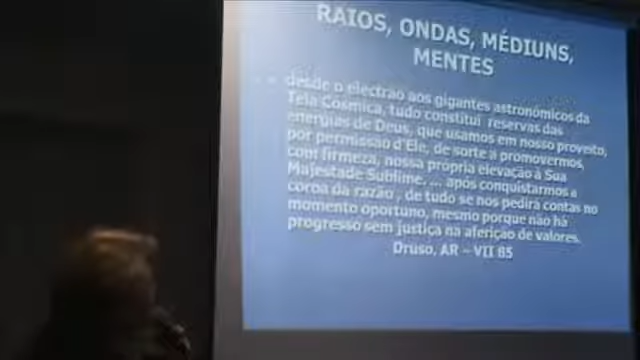 RAIOS, ONDAS, MÉDIUNS,
MENTES
- desde o electrão aos gigantes astronómicos da
Tela Cósmica, tudo constitui reservas das
energias de Deus, que usamos em nosso proveito,
por permissão d'Ele, de sorte a promovermos,
com firmeza, nossa própria elevação à Sua
Majestade Sublime, ... após conquistarmos a
coroa da razão, de tudo se nos pedirá contas no
momento oportuno, mesmo porque não há
progresso sem justiça na aferição de valores.
Druso, AR - VII 85